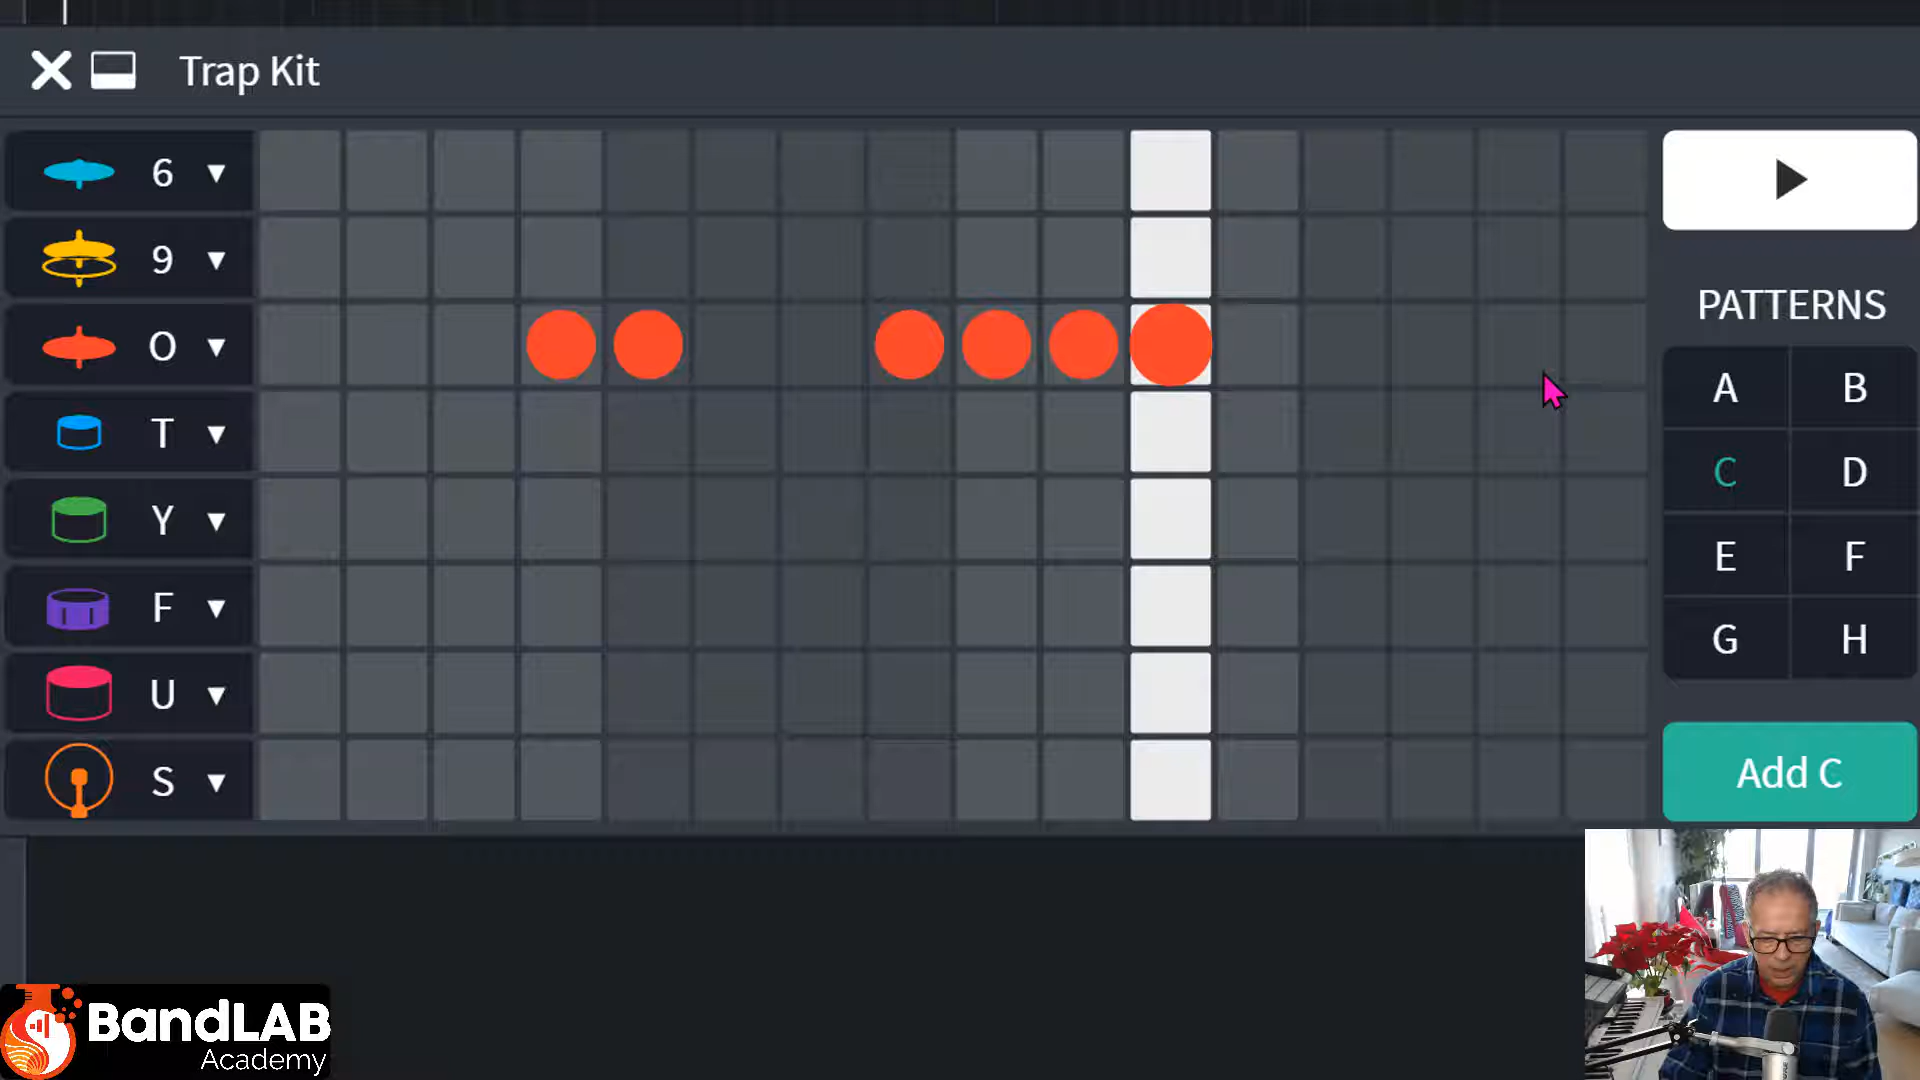 Trap Kit
6
9
O
T
Y
F
U
S
PATTERNS
A B
C D
E F
G H
Add C
BandLAB
Academy